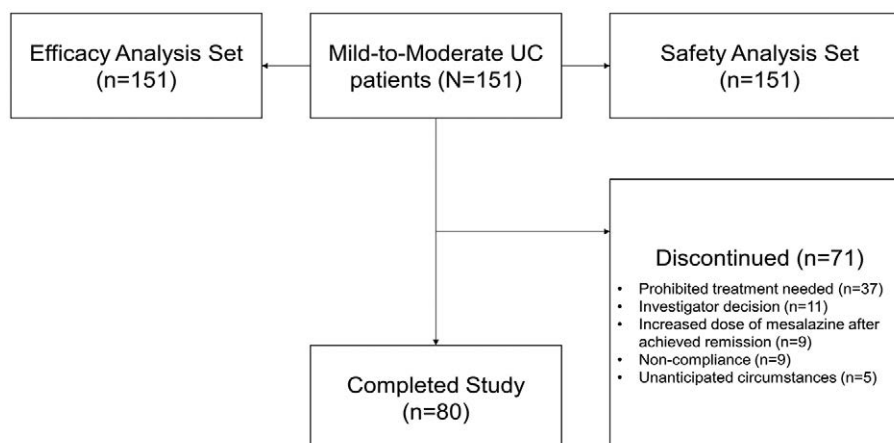 Efficacy Analysis Set
(n=151)
Mild-to-Moderate UC
patients (N=151)
Safety Analysis Set
(n=151)
Discontinued (n=71)
• Prohibited treatment needed (n=37)
• Investigator decision (n=11)
• Increased dose of mesalazine after
achieved remission (n=9)
• Non-compliance (n=9)
• Unanticipated circumstances (n=5)
Completed Study
(n=80)